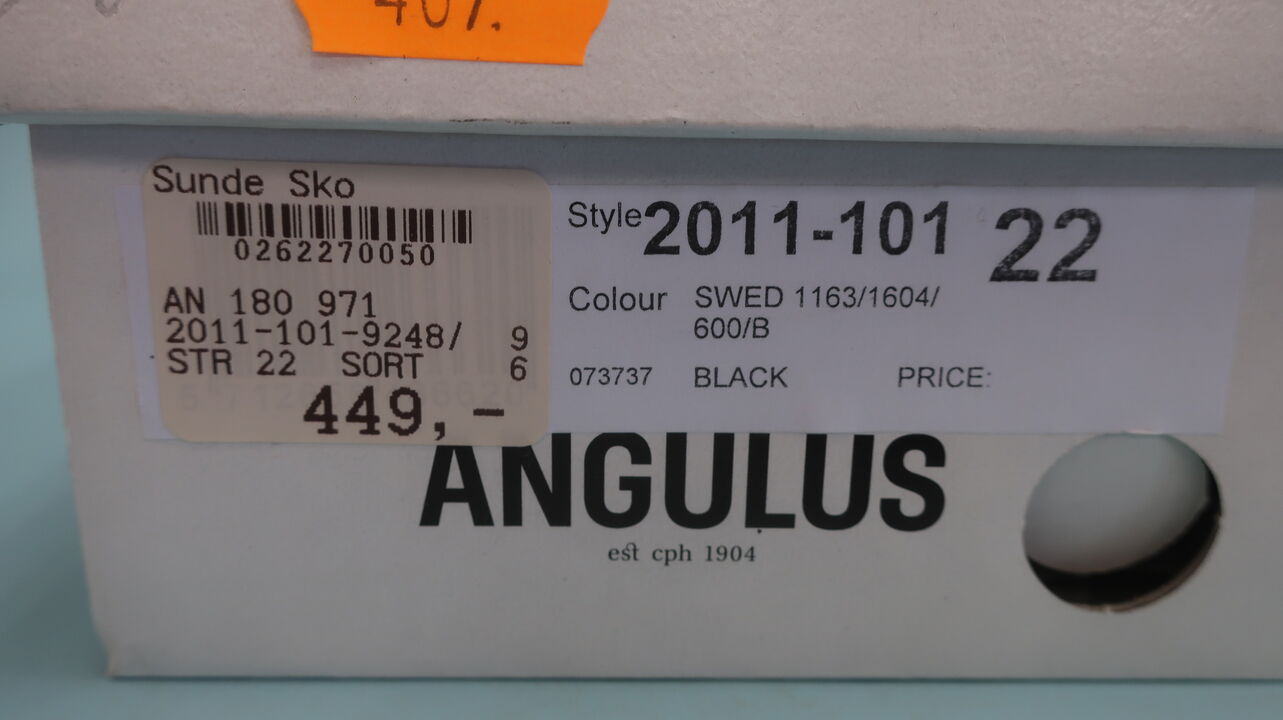 Sunde Sko
0262270050
AN 180 971
2011-101-9248/ 9
STR 22 SORT 6
449,-
Style 2011-101 22
Colour SWED 1163/1604/
600/B
073737 BLACK PRICE:
ANGULUS
est cph 1904